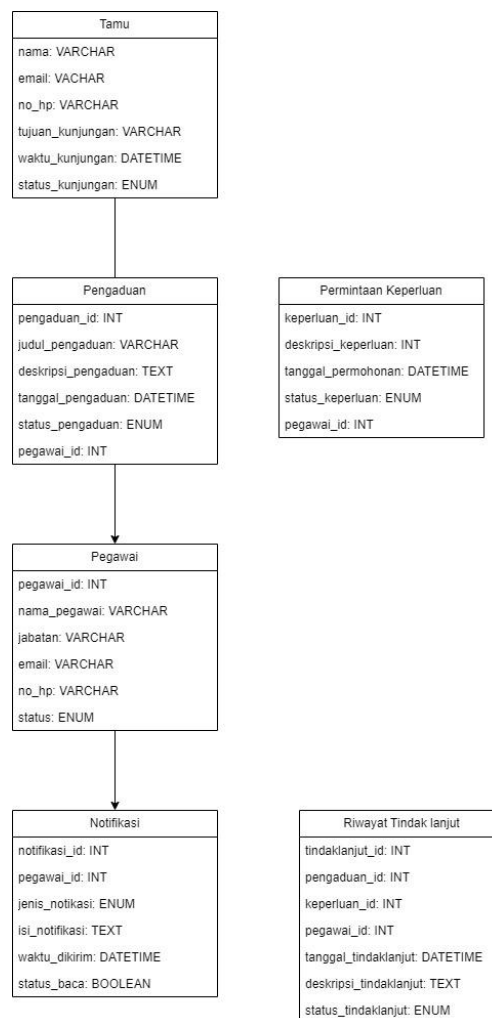 Tamu
nama: VARCHAR
email: VACHAR
no_hp: VARCHAR
tujuan_kunjungan: VARCHAR
waktu_kunjungan: DATETIME
status_kunjungan: ENUM
Pengaduan
pengaduan_id: INT
judul_pengaduan: VARCHAR
deskripsi_pengaduan: TEXT
tanggal_pengaduan: DATETIME
status_pengaduan: ENUM
pegawai_id: INT
Permintaan Keperluan
keperluan_id: INT
deskripsi_keperluan: INT
tanggal_permohonan: DATETIME
status_keperluan: ENUM
pegawai_id: INT
Pegawai
pegawai_id: INT
nama_pegawai: VARCHAR
jabatan: VARCHAR
email: VARCHAR
no_hp: VARCHAR
status: ENUM
Notifikasi
notifikasi_id: INT
pegawai_id: INT
jenis_notikasi: ENUM
isi_notifikasi: TEXT
waktu_dikirim: DATETIME
status_baca: BOOLEAN
Riwayat Tindak lanjut
tindaklanjut_id: INT
pengaduan_id: INT
keperluan_id: INT
pegawai_id: INT
tanggal_tindaklanjut: DATETIME
deskripsi_tindaklanjut: TEXT
status_tindaklanjut: ENUM